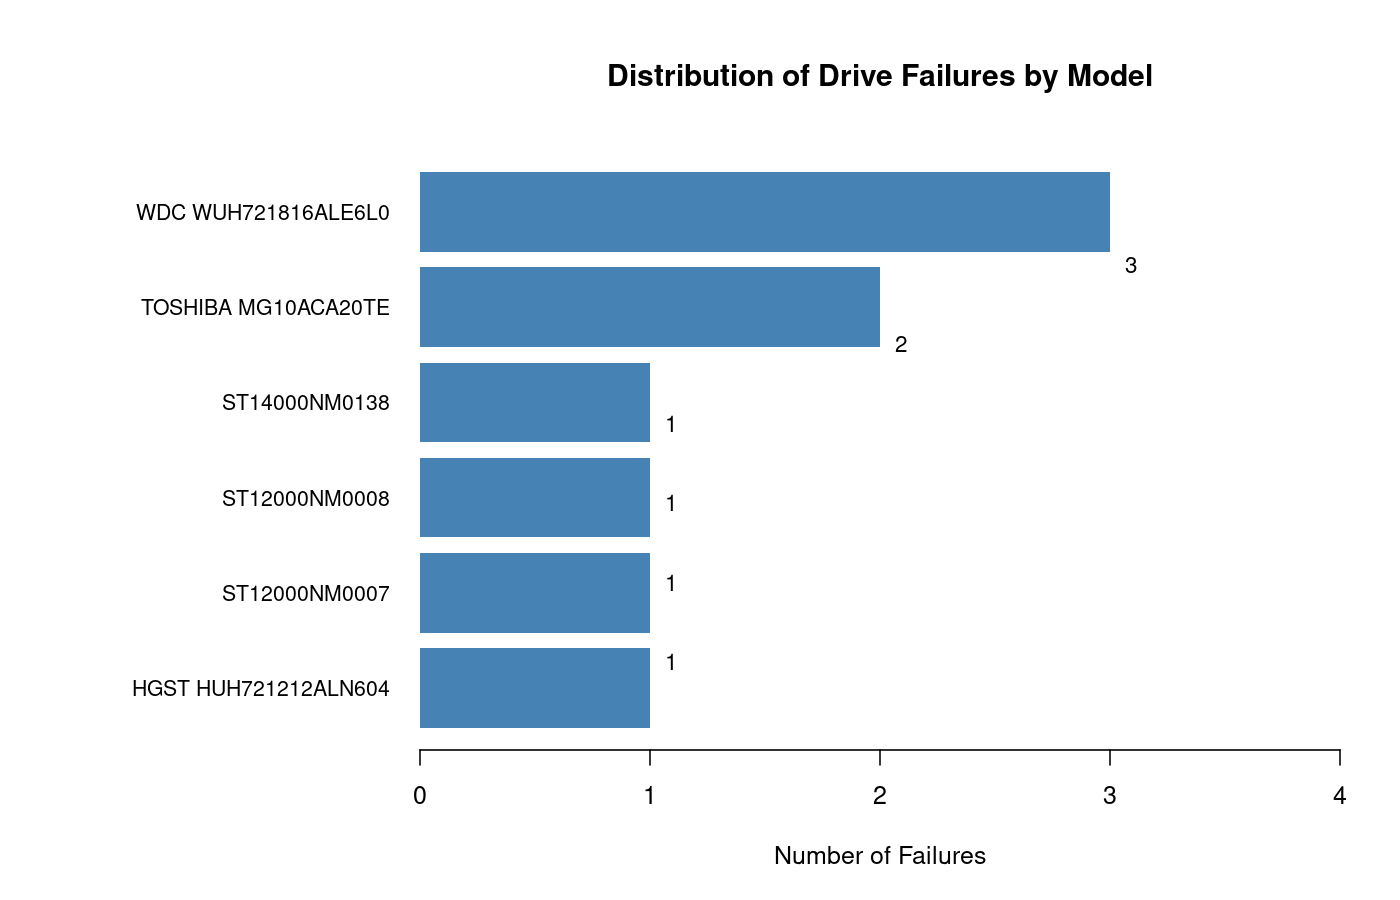 Distribution of Drive Failures by Model
WDC WUH721816ALE6L0
3
TOSHIBA MG10ACA20TE
2
ST14000NM0138
1
ST12000NM0008
1
ST12000NM0007
1
HGST HUH721212ALN604
1
0 1 2 3 4
Number of Failures